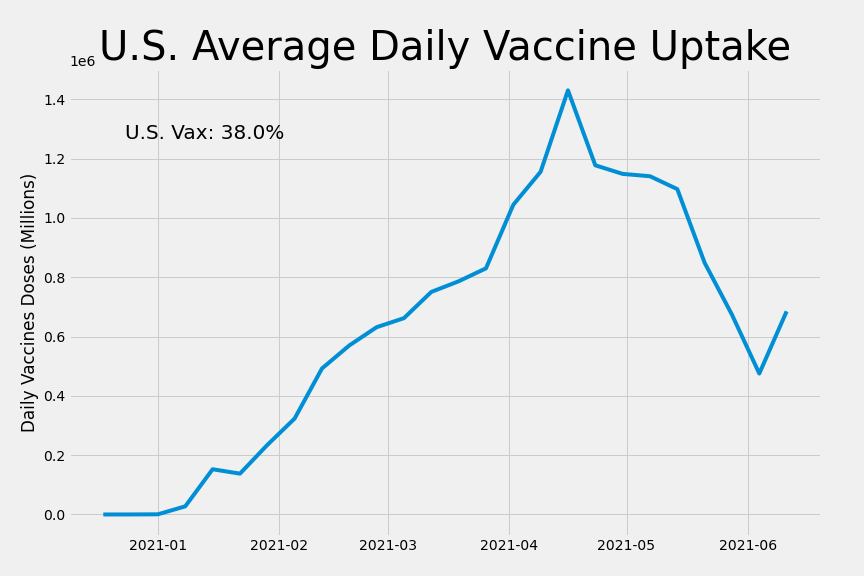 U.S. Average Daily Vaccine Uptake
1e6
1.4
U.S. Vax: 38.0%
1.2
1.0
0.8
0.6
0.4
0.2
0.0
Daily Vaccines Doses (Millions)
2021-01 2021-02 2021-03 2021-04 2021-05 2021-06